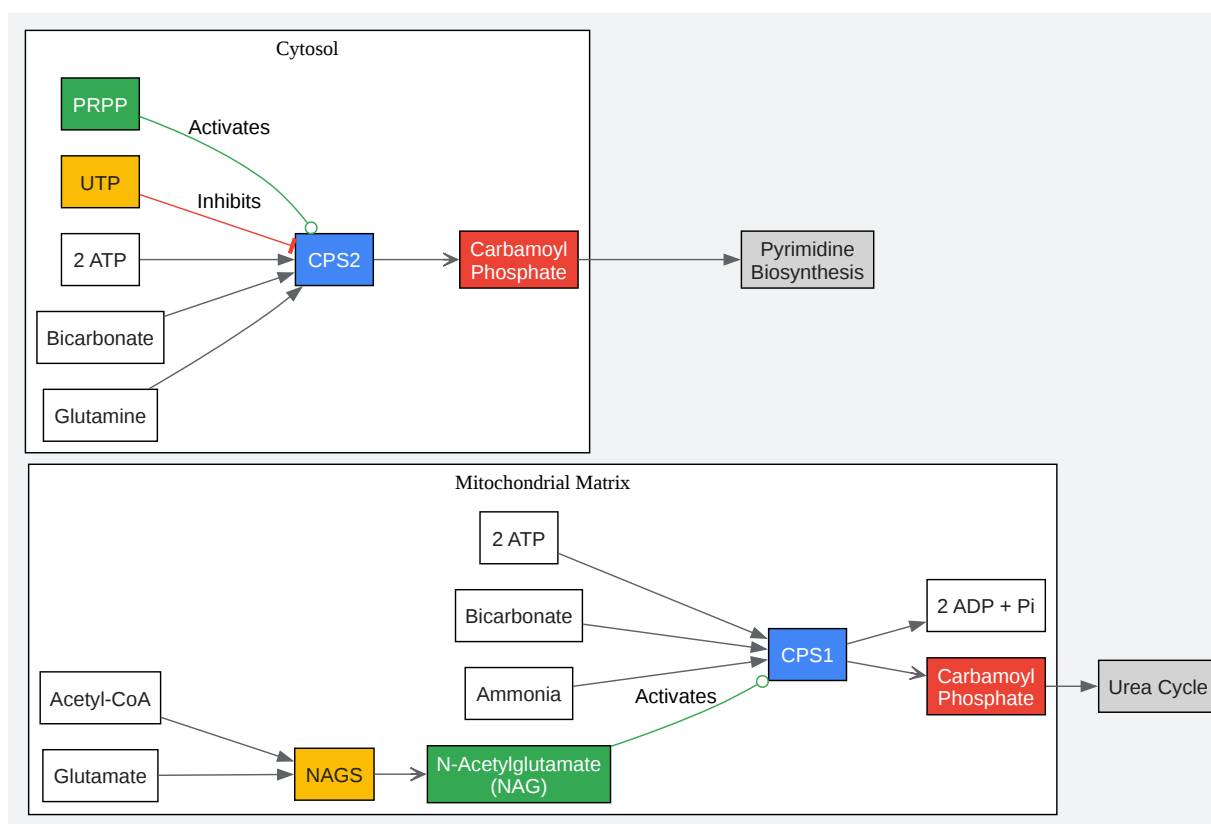 Cytosol
PRPP
Activates
UTP
Inhibits
2 ATP
CPS2
Carbamoyl
Phosphate
Pyrimidine
Biosynthesis
Bicarbonate
Glutamine
Mitochondrial Matrix
2 ATP
Bicarbonate
2 ADP + Pi
CPS1
Ammonia
Activates
Carbamoyl
Phosphate
Urea Cycle
Acetyl-CoA
Glutamate
NAGS
N-Acetylglutamate
(NAG)